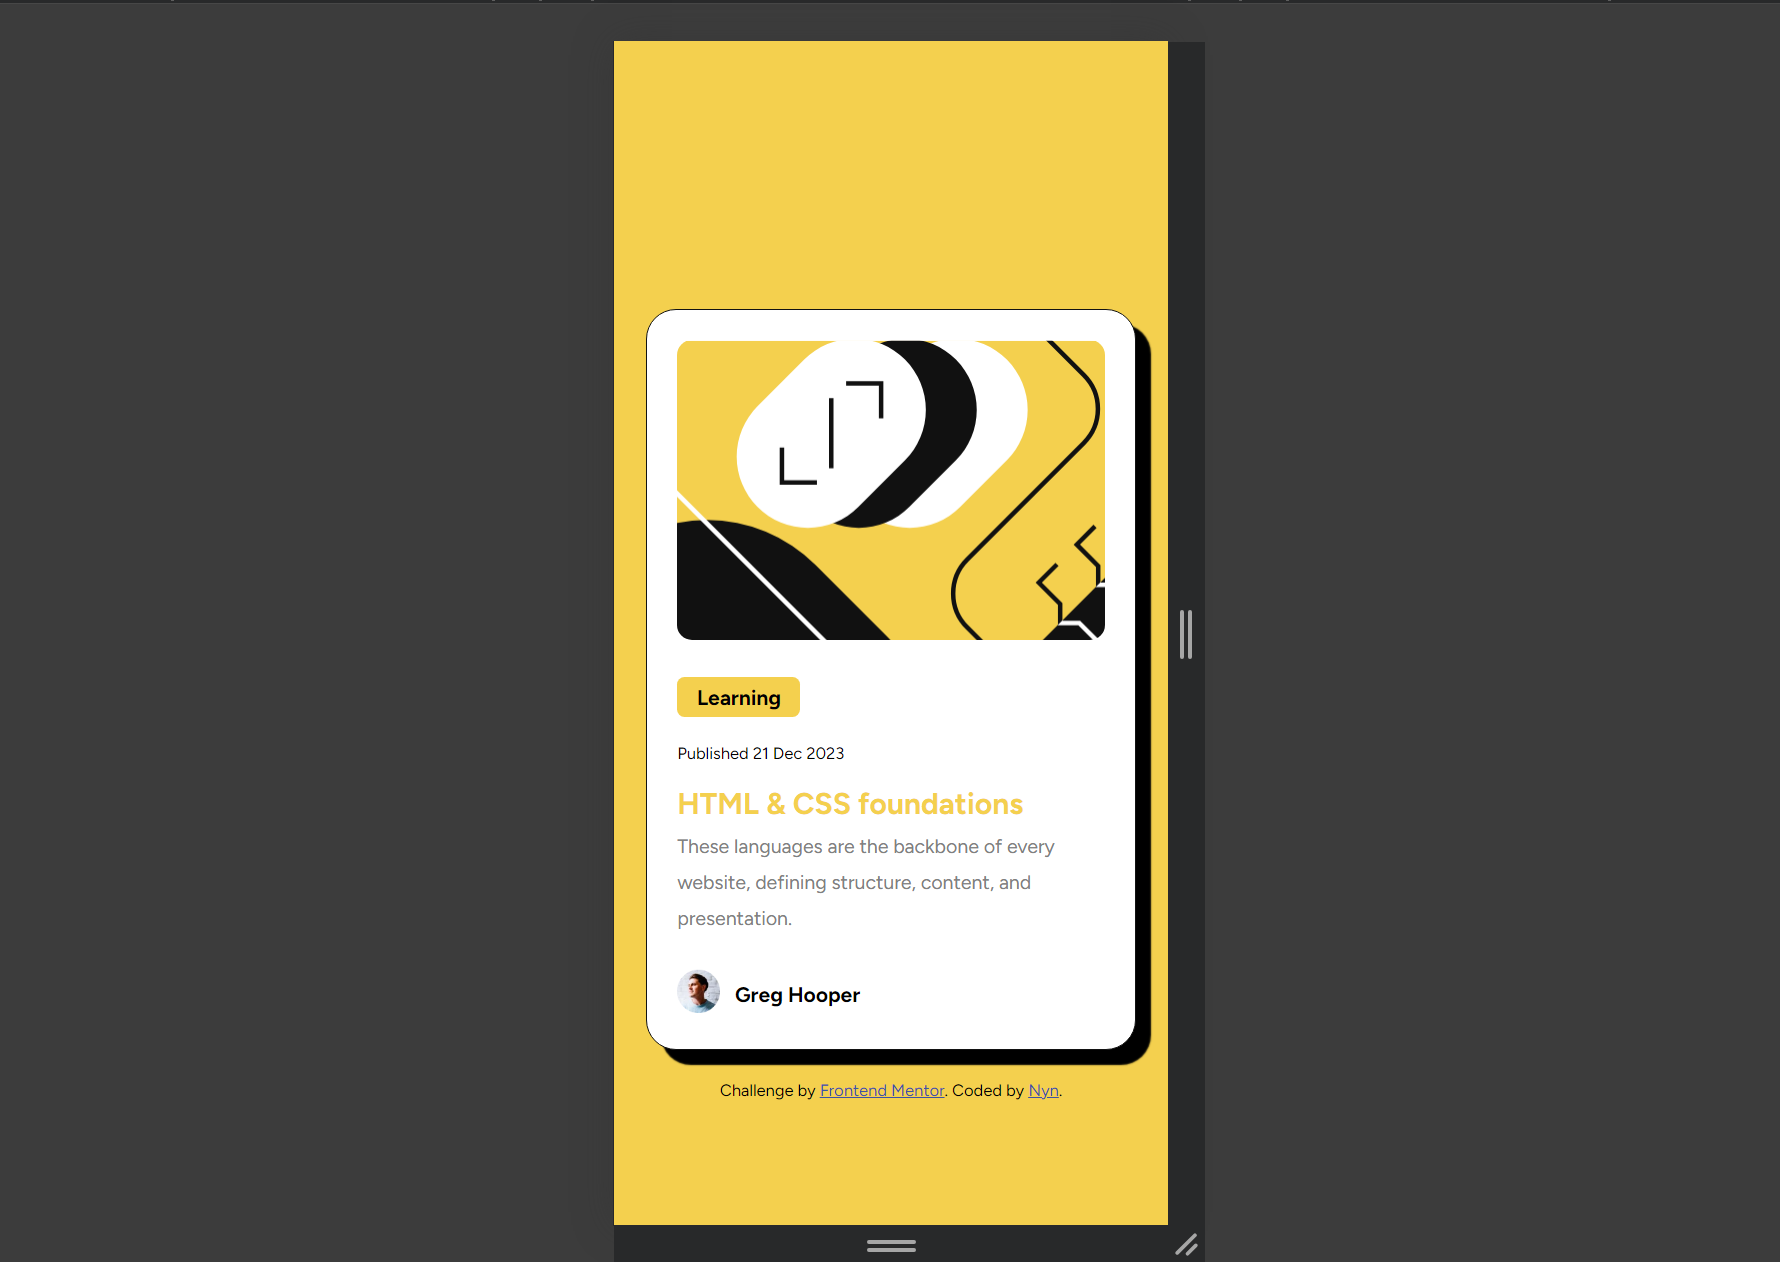 Learning
Published 21 Dec 2023
HTML & CSS foundations
These languages are the backbone of every
website, defining structure, content, and
presentation.
Greg Hooper
Challenge by Frontend Mentor. Coded by Nyn.